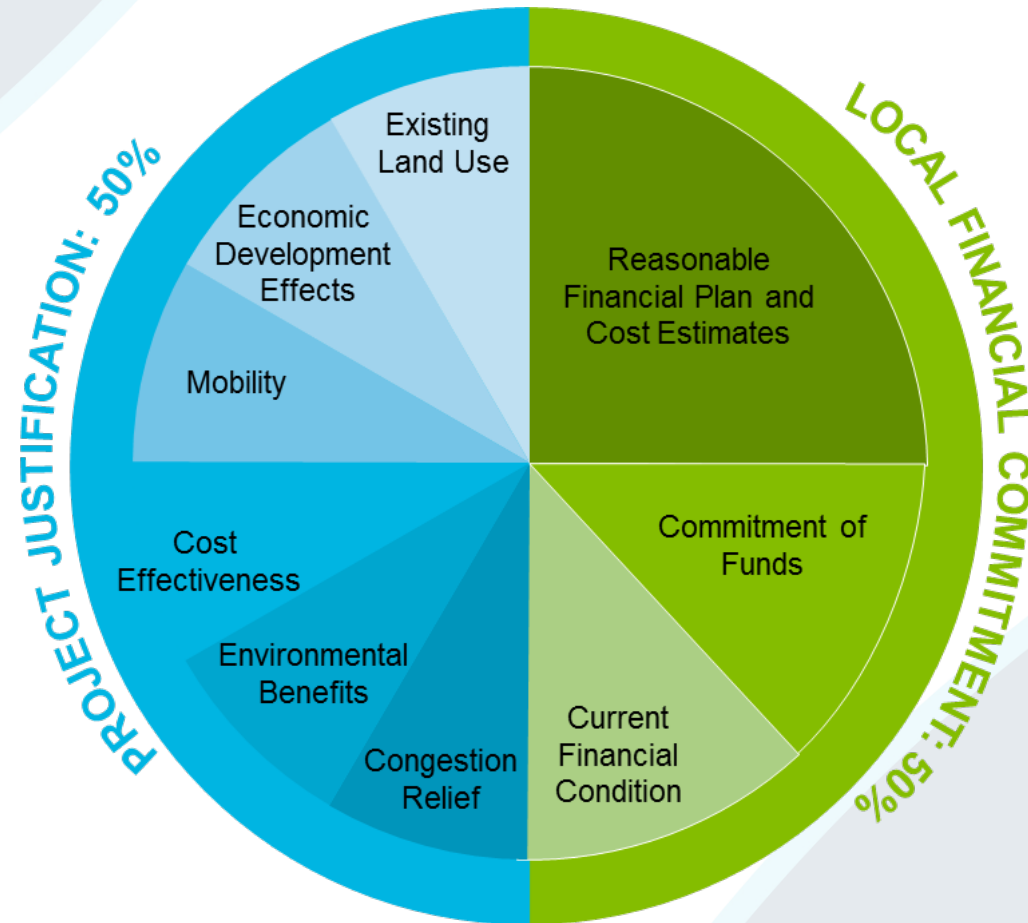 PROJECT JUSTIFICATION: 50%
LOCAL FINANCIAL COMMITMENT: 50%
Existing
Land Use
Economic
Development
Effects
Mobility
Cost
Effectiveness
Environmental
Benefits
Congestion
Relief
Reasonable
Financial Plan and
Cost Estimates
Commitment of
Funds
Current
Financial
Condition